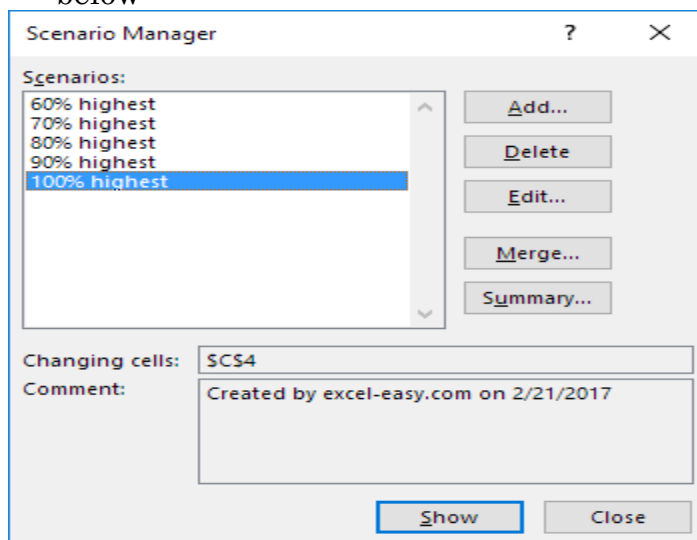 below
Scenario Manager ? ×
Scenarios:
60% highest
70% highest
80% highest
90% highest
100% highest
Add...
Delete
Edit...
Merge...
Summary...
Changing cells: $C$4
Comment: Created by excel-easy.com on 2/21/2017
Show Close